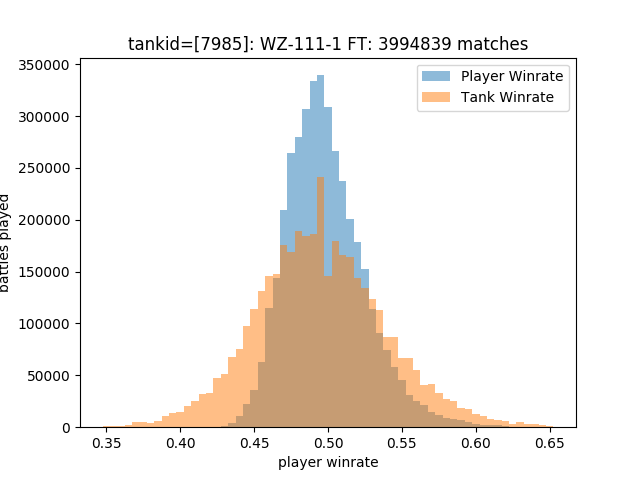 tankid=[7985]: WZ-111-1 FT: 3994839 matches
Player Winrate
Tank Winrate
350000
300000
250000
200000
150000
100000
50000
0
battles played
0.35 0.40 0.45 0.50 0.55 0.60 0.65
player winrate